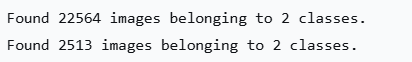 Found 22564 images belonging to 2 classes.
Found 2513 images belonging to 2 classes.